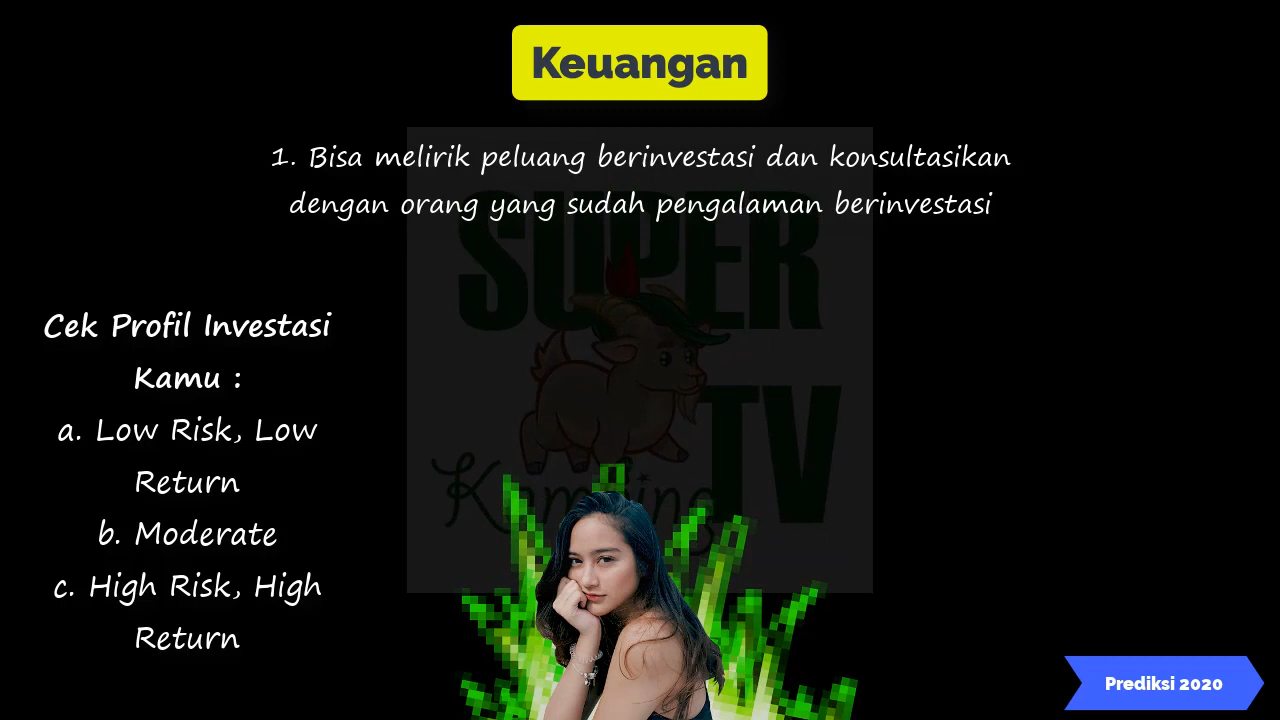 Keuangan
1. Bisa melirik peluang berinvestasi dan konsultasikan
dengan orang yang sudah pengalaman berinvestasi
SUPER
TV
Kambing
Cek Profil Investasi
Kamu :
a. Low Risk, Low
Return
b. Moderate
c. High Risk, High
Return
Prediksi 2020